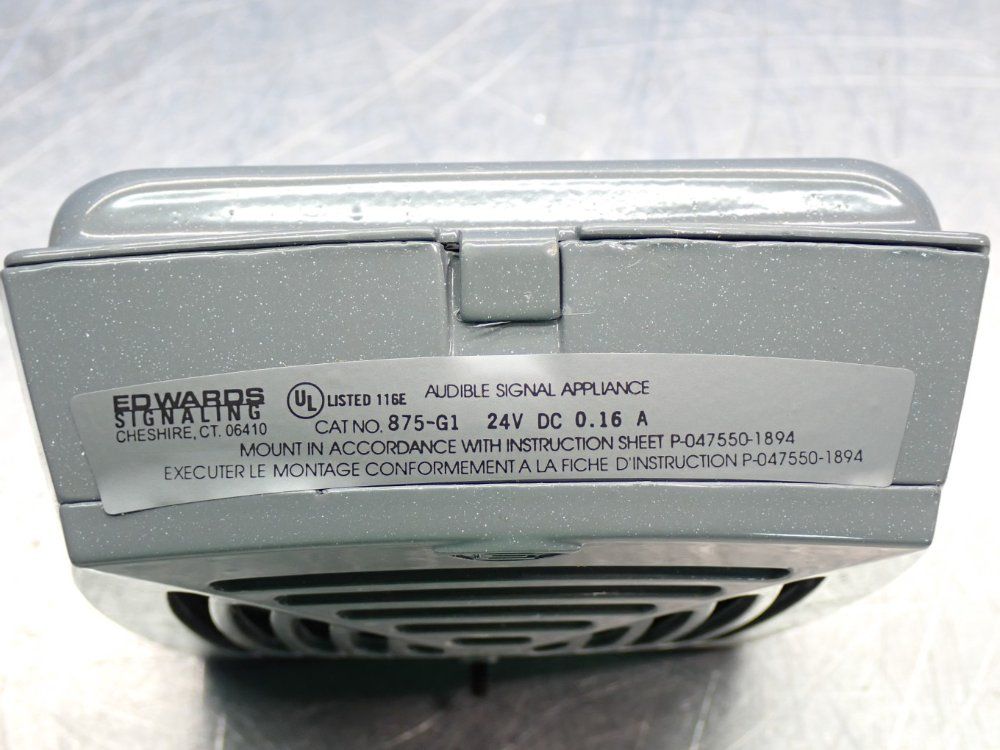 EDWARDS
SIGNALING
CHESHIRE, CT. 06410
UL LISTED 116E AUDIBLE SIGNAL APPLIANCE
CAT NO. 875-G1 24V DC 0.16 A
MOUNT IN ACCORDANCE WITH INSTRUCTION SHEET P-047550-1894
EXECUTER LE MONTAGE CONFORMEMENT A LA FICHE D'INSTRUCTION P-047550-1894